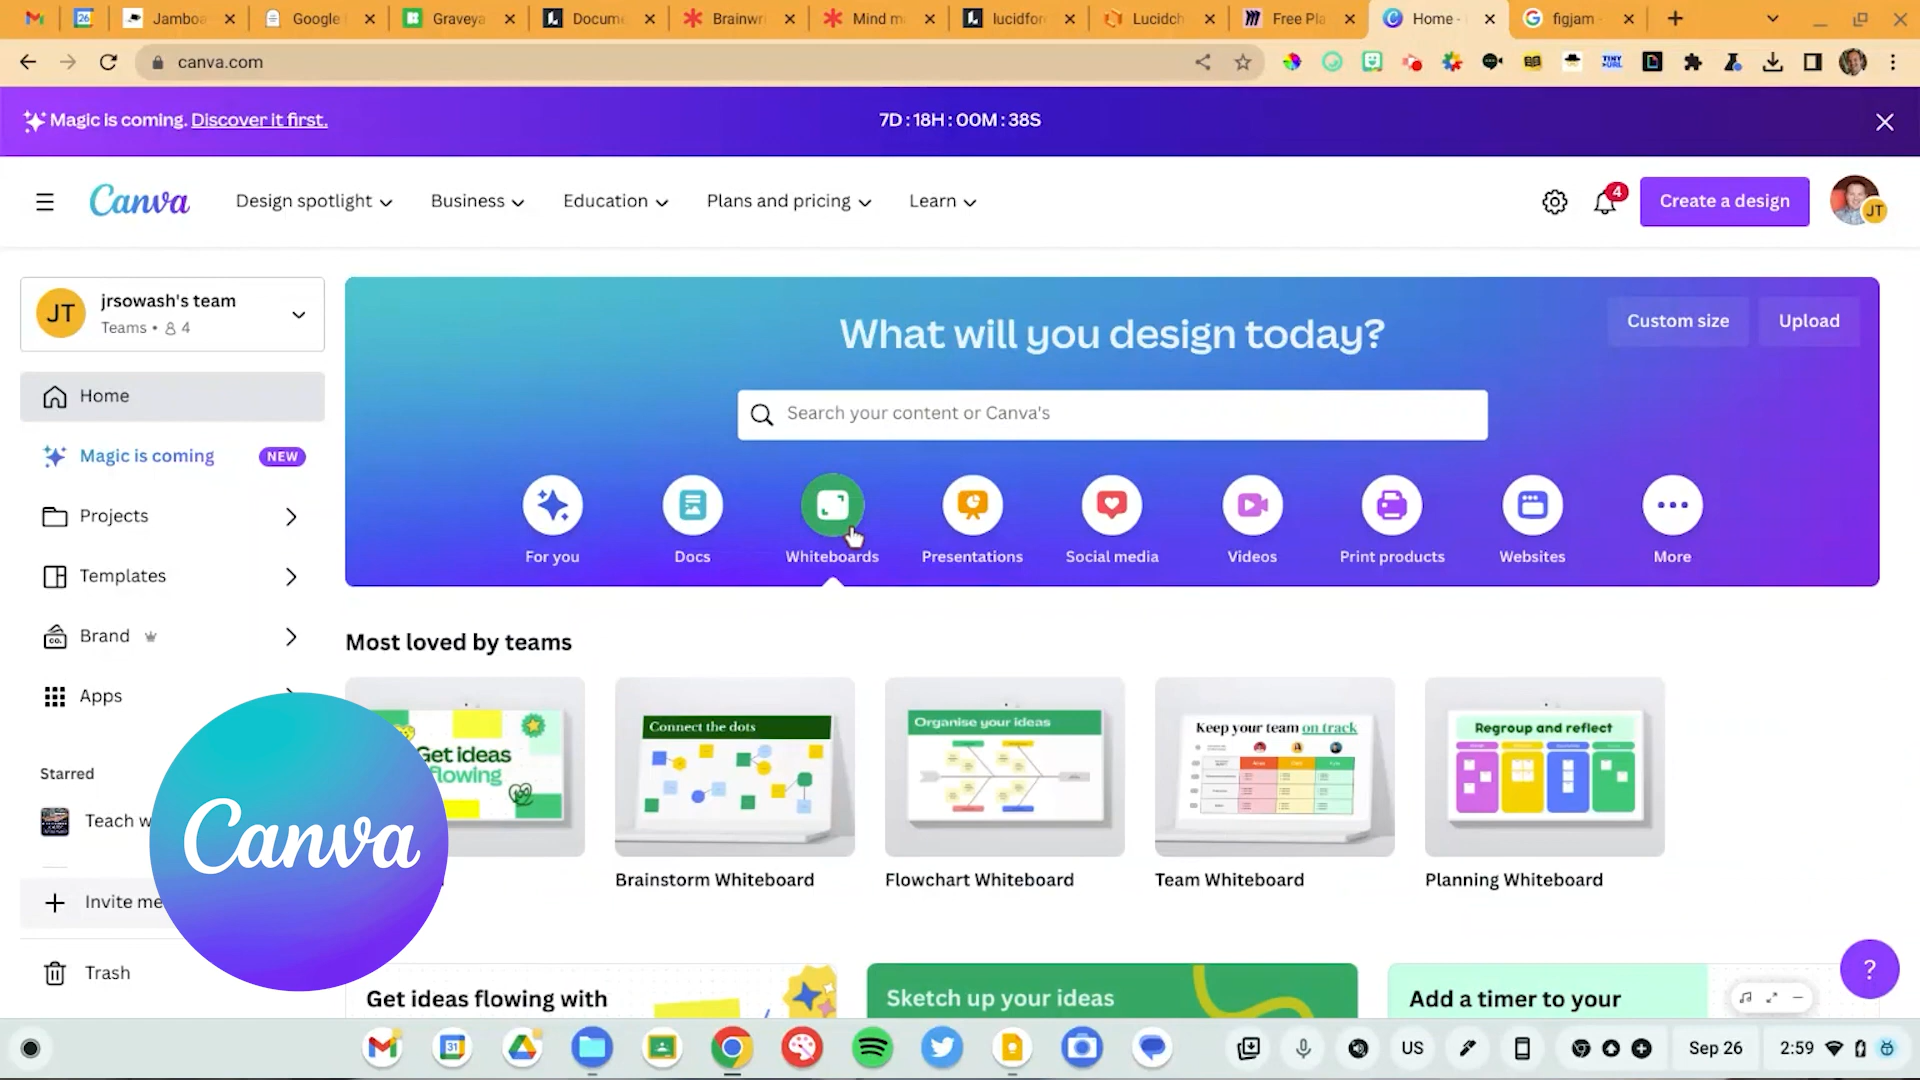 Jamboa
Google
Graveya
Docume
Brainwri
Mind m
lucidfor
Lucidch
Free Pla
Home -
figjam -
canva.com
Magic is coming. Discover it first.
7D : 18H : 00M : 38S
Canva
Design spotlight
Business
Education
Plans and pricing
Learn
4
Create a design
JT
JT
jrsowash's team
Teams • 4
Custom size
Upload
What will you design today?
Search your content or Canva's
For you
Docs
Whiteboards
Presentations
Social media
Videos
Print products
Websites
More
Home
Magic is coming
NEW
Projects
Templates
Brand
Apps
Starred
Teach w
Invite me
Trash
Canva
Most loved by teams
Get ideas
flowing
Connect the dots
Organise your ideas
Keep your team on track
Regroup and reflect
Brainstorm Whiteboard
Flowchart Whiteboard
Team Whiteboard
Planning Whiteboard
Get ideas flowing with
Sketch up your ideas
Add a timer to your
?
US
Sep 26
2:59